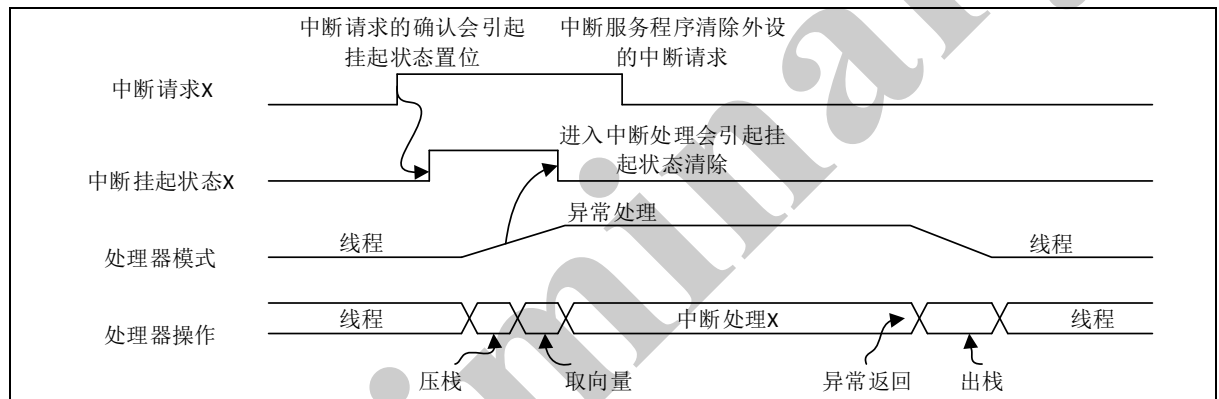 中断请求的确认会引起
挂起状态置位
中断服务程序清除外设
的中断请求
中断请求X
进入中断处理会引起挂
起状态清除
中断挂起状态X
异常处理
线程
线程
处理器模式
线程
中断处理X
线程
处理器操作
压栈
取向量
异常返回
出栈